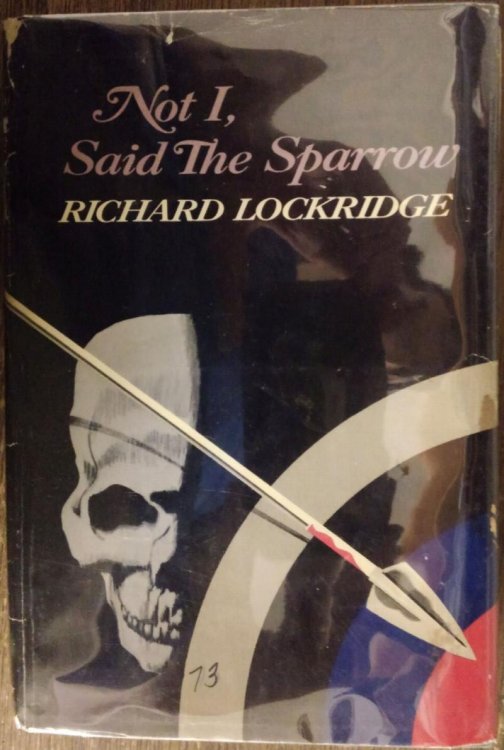 Not I,
Said The Sparrow
RICHARD LOCKRIDGE
73